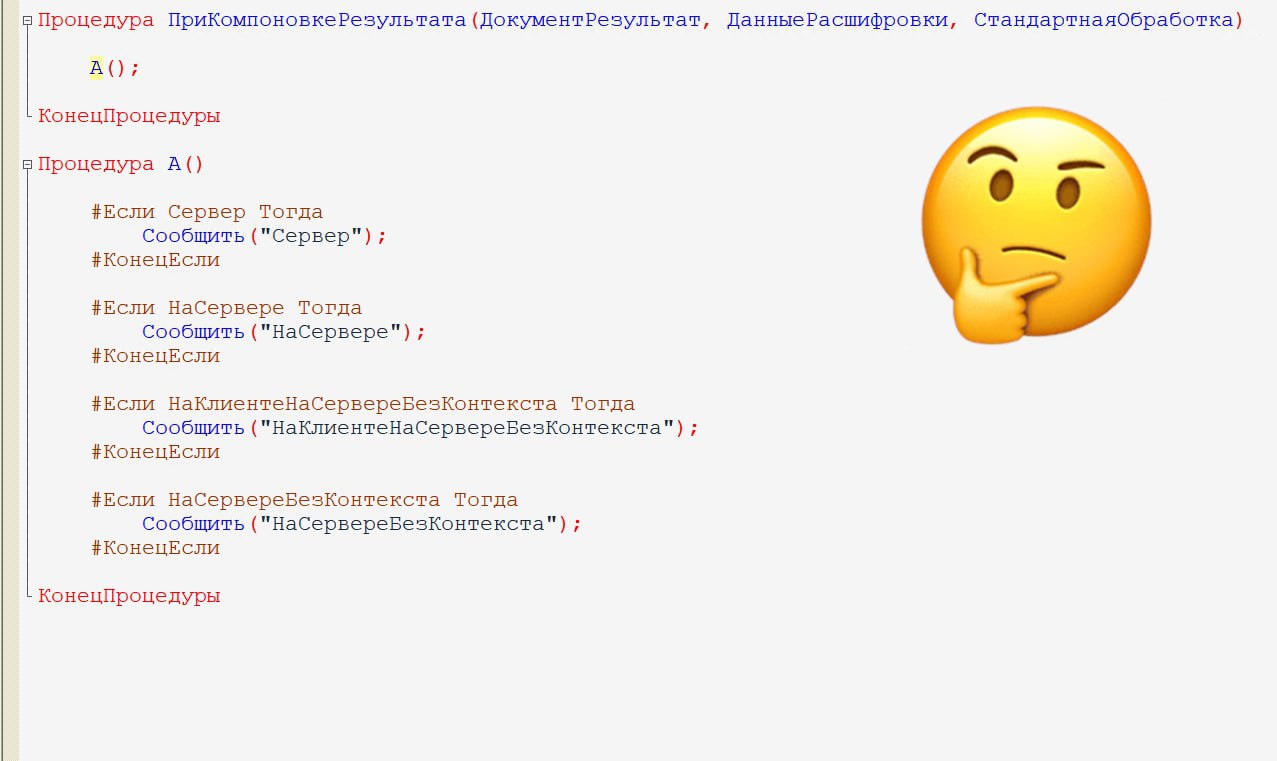 Процедура ПриКомпоновкеРезультата(ДокументРезультат, ДанныеРасшифровки, СтандартнаяОбработка)
А();
КонецПроцедуры
Процедура А()
#Если Сервер Тогда
Сообщить("Сервер");
#КонецЕсли
#Если НаСервере Тогда
Сообщить("НаСервере");
#КонецЕсли
#Если НаКлиентеНаСервереБезКонтекста Тогда
Сообщить("НаКлиентеНаСервереБезКонтекста");
#КонецЕсли
#Если НаСервереБезКонтекста Тогда
Сообщить("НаСервереБезКонтекста");
#КонецЕсли
КонецПроцедуры